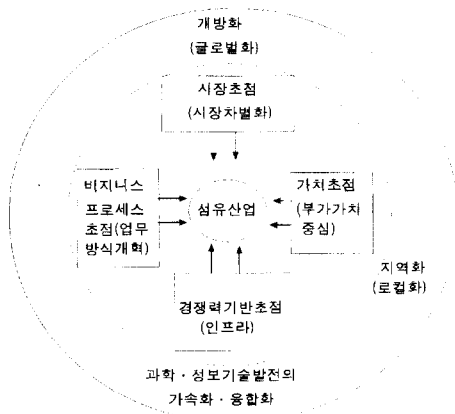 개방화
(글로벌화)
시장초점
(시장차별화)
비지니스
프로세스
초점(업무
방식개혁)
섬유산업
가치초점
(부가가치
중심)
지역화
(로컬화)
경쟁력기반초점
(인프라)
과학·정보기술발전의
가속화·융합화